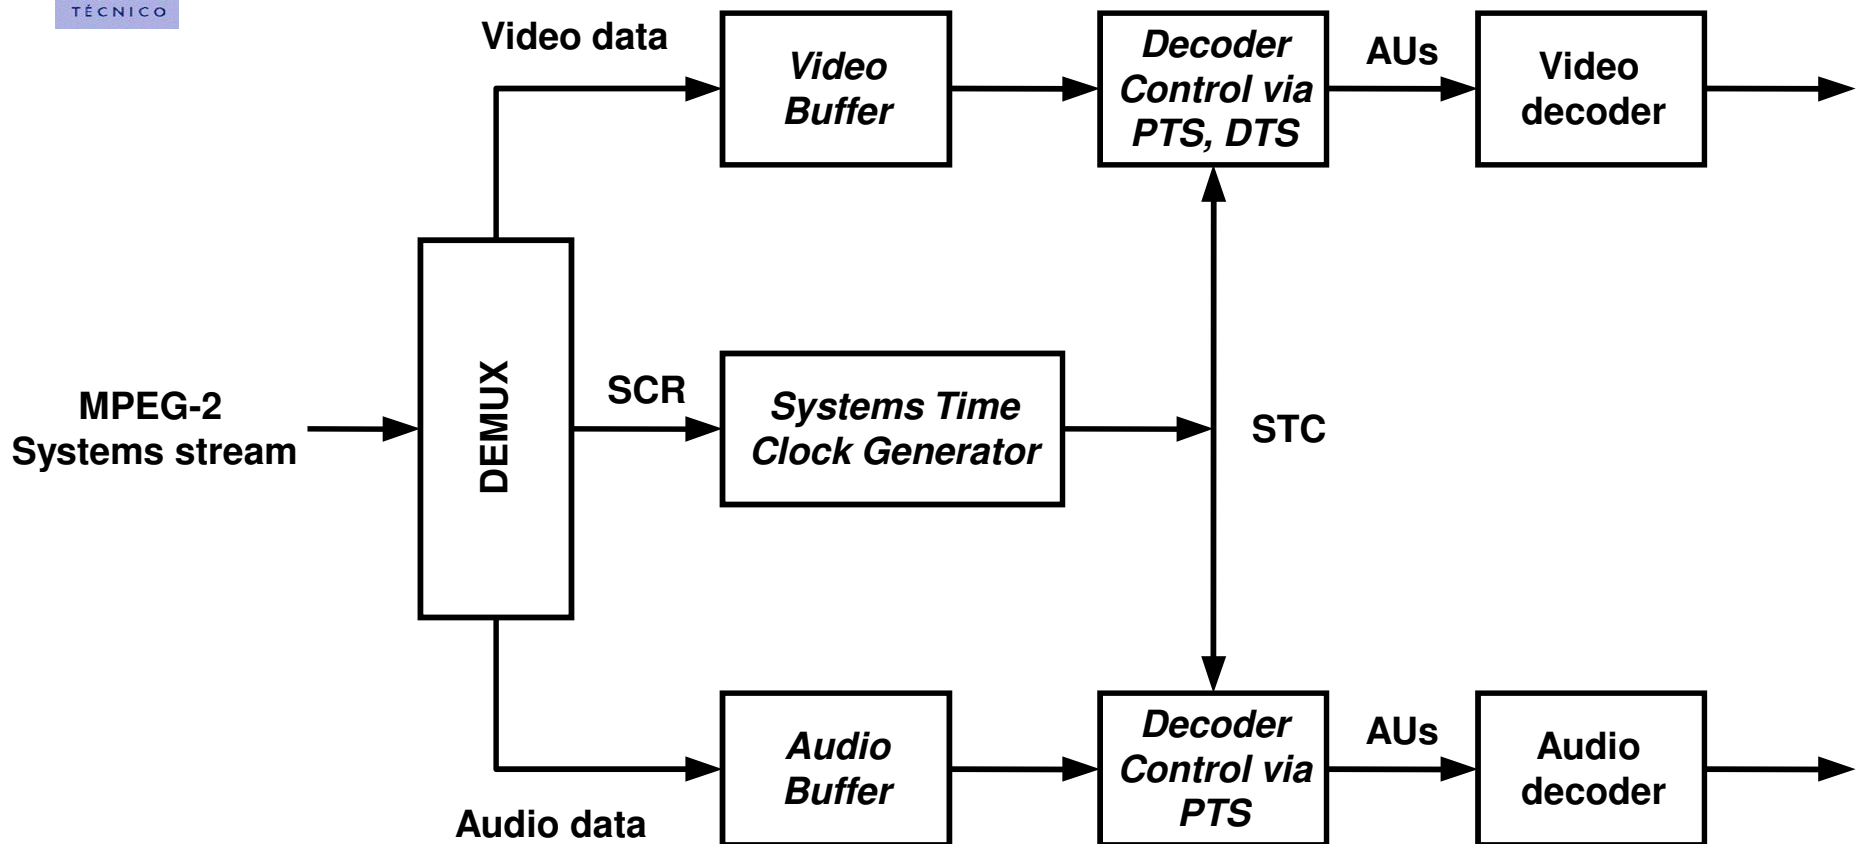 TÉCNICO
Video data
Video
Buffer
Decoder
Control via
PTS, DTS
AUs
Video
decoder
MPEG-2
Systems stream
DEMUX
SCR
Systems Time
Clock Generator
STC
Audio data
Audio
Buffer
Decoder
Control via
PTS
AUs
Audio
decoder